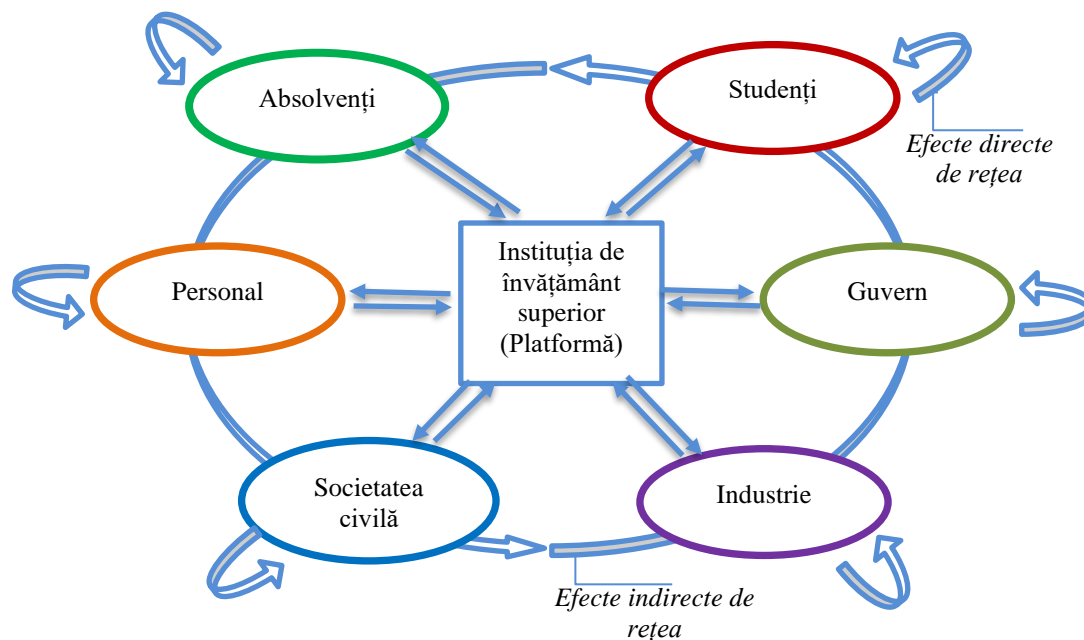 Absolvenți
Studenți
Efecte directe
de rețea
Instituția de
învățământ
superior
(Platformă)
Personal
Guvern
Societatea
civilă
Industrie
Efecte indirecte de
rețea